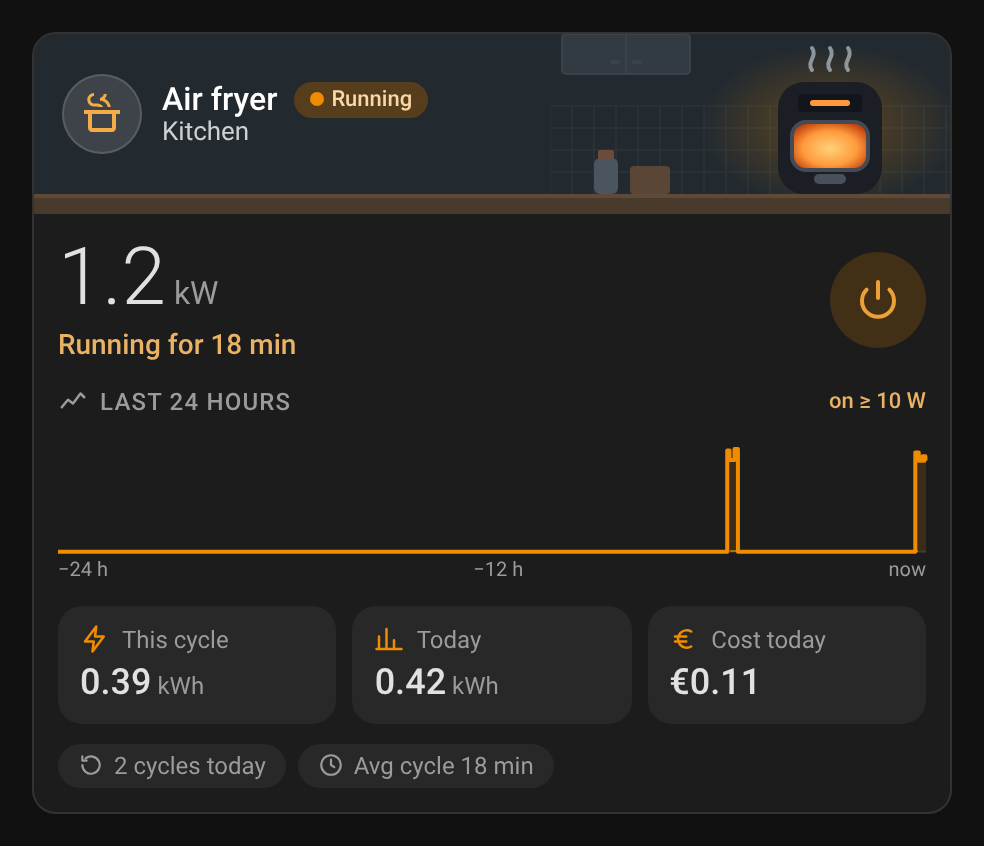 Air fryer
Running
Kitchen
1.2 kW
Running for 18 min
LAST 24 HOURS
on ≥ 10 W
−24 h
−12 h
now
This cycle
0.39 kWh
Today
0.42 kWh
€ Cost today
€0.11
2 cycles today
Avg cycle 18 min